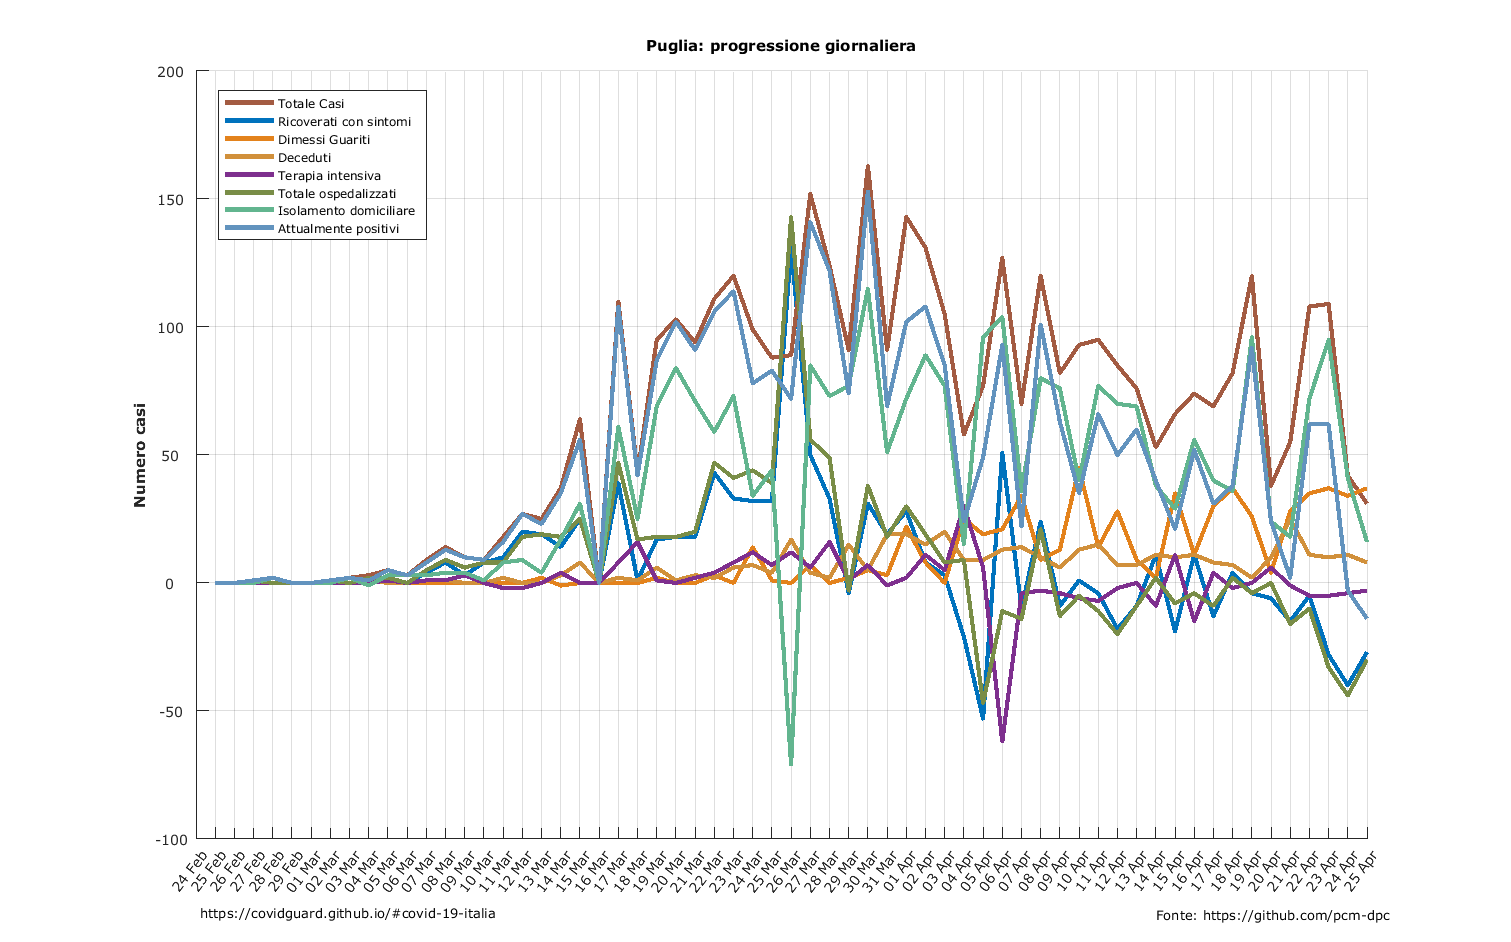 Puglia: progressione giornaliera
200
150
100
50
0
-50
-100
Numero casi
Totale Casi
Ricoverati con sintomi
Dimessi Guariti
Deceduti
Terapia intensiva
Totale ospedalizzati
Isolamento domiciliare
Attualmente positivi
24 Feb
25 Feb
26 Feb
27 Feb
28 Feb
29 Feb
01 Mar
02 Mar
03 Mar
04 Mar
05 Mar
06 Mar
07 Mar
08 Mar
09 Mar
10 Mar
11 Mar
12 Mar
13 Mar
14 Mar
15 Mar
16 Mar
17 Mar
18 Mar
19 Mar
20 Mar
21 Mar
22 Mar
23 Mar
24 Mar
25 Mar
26 Mar
27 Mar
28 Mar
29 Mar
30 Mar
31 Mar
01 Apr
02 Apr
03 Apr
04 Apr
05 Apr
06 Apr
07 Apr
08 Apr
09 Apr
10 Apr
11 Apr
12 Apr
13 Apr
14 Apr
15 Apr
16 Apr
17 Apr
18 Apr
19 Apr
20 Apr
21 Apr
22 Apr
23 Apr
24 Apr
25 Apr
https://covidguard.github.io/#covid-19-italia
Fonte: https://github.com/pcm-dpc